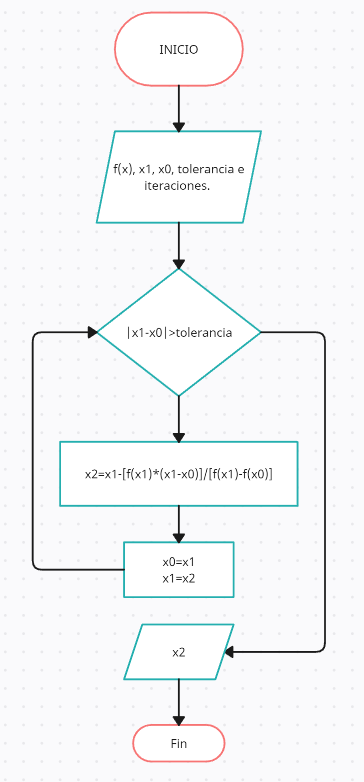 INICIO
f(x), x1, x0, tolerancia e
iteraciones.
|x1-x0|>tolerancia
x2=x1-[f(x1)*(x1-x0)]/[f(x1)-f(x0)]
x0=x1
x1=x2
x2
Fin